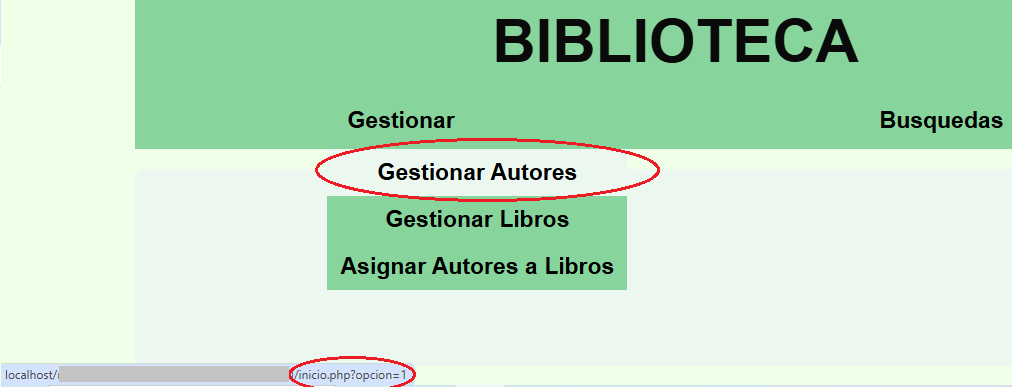 BIBLIOTECA
Gestionar Busquedas
Gestionar Autores
Gestionar Libros
Asignar Autores a Libros
localhost/ /inicio.php?opcion=1